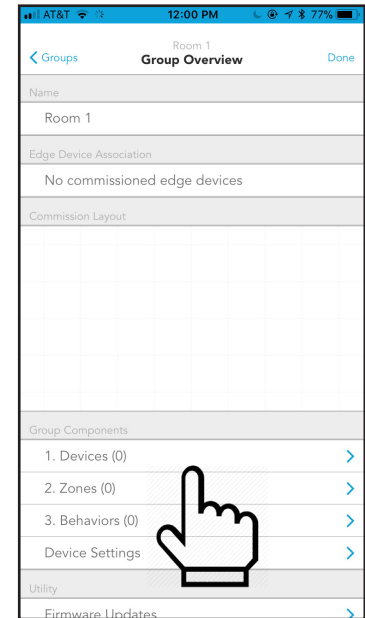 AT&T 12:00 PM 77%
Room 1
Groups Group Overview Done
Name
Room 1
Edge Device Association
No commissioned edge devices
Commission Layout
Group Components
1. Devices (0)
2. Zones (0)
3. Behaviors (0)
Device Settings
Utility
Firmware Updates